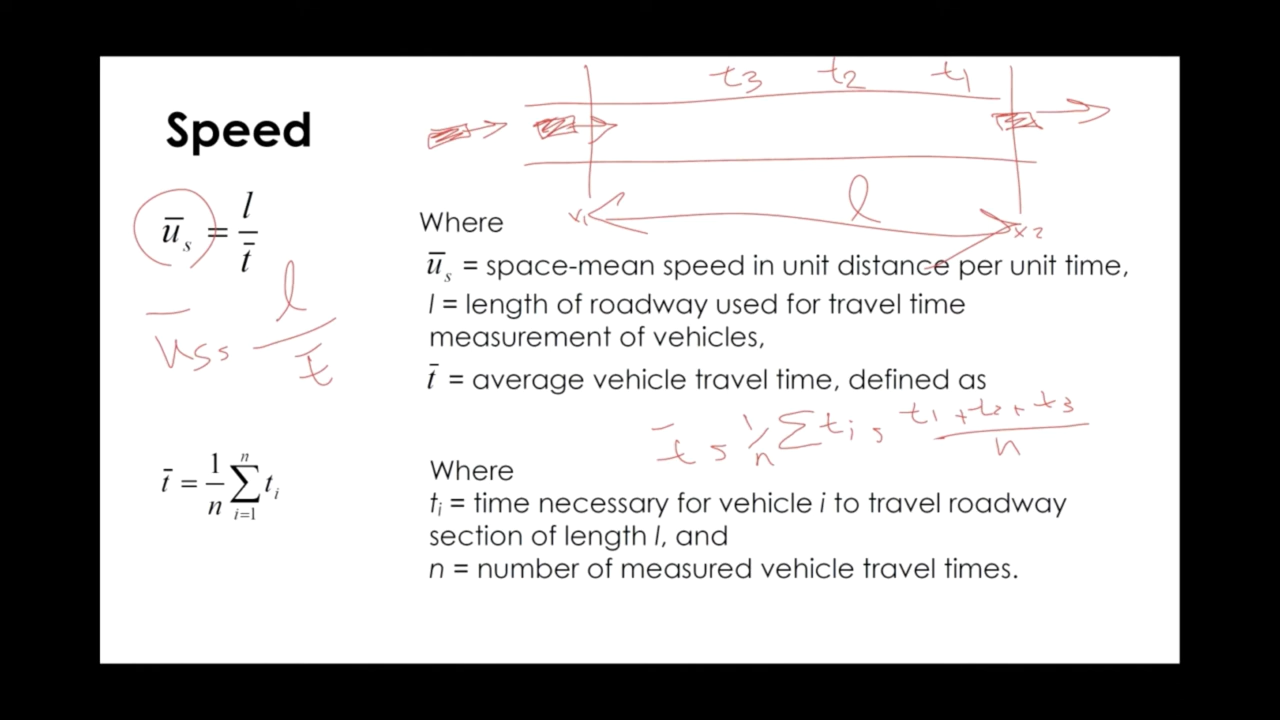 t3 t2 t1
Speed
l
x1 x2
ū_s = l / t̄
Where
ū_s = space-mean speed in unit distance per unit time,
l = length of roadway used for travel time
measurement of vehicles,
ūs = l / t̄
t̄ = average vehicle travel time, defined as
t̄ = 1/n Σ ti = t1 + t2 + t3 / n
t̄ = 1/n Σ_{i=1}^{n} t_i
Where
t_i = time necessary for vehicle i to travel roadway
section of length l, and
n = number of measured vehicle travel times.